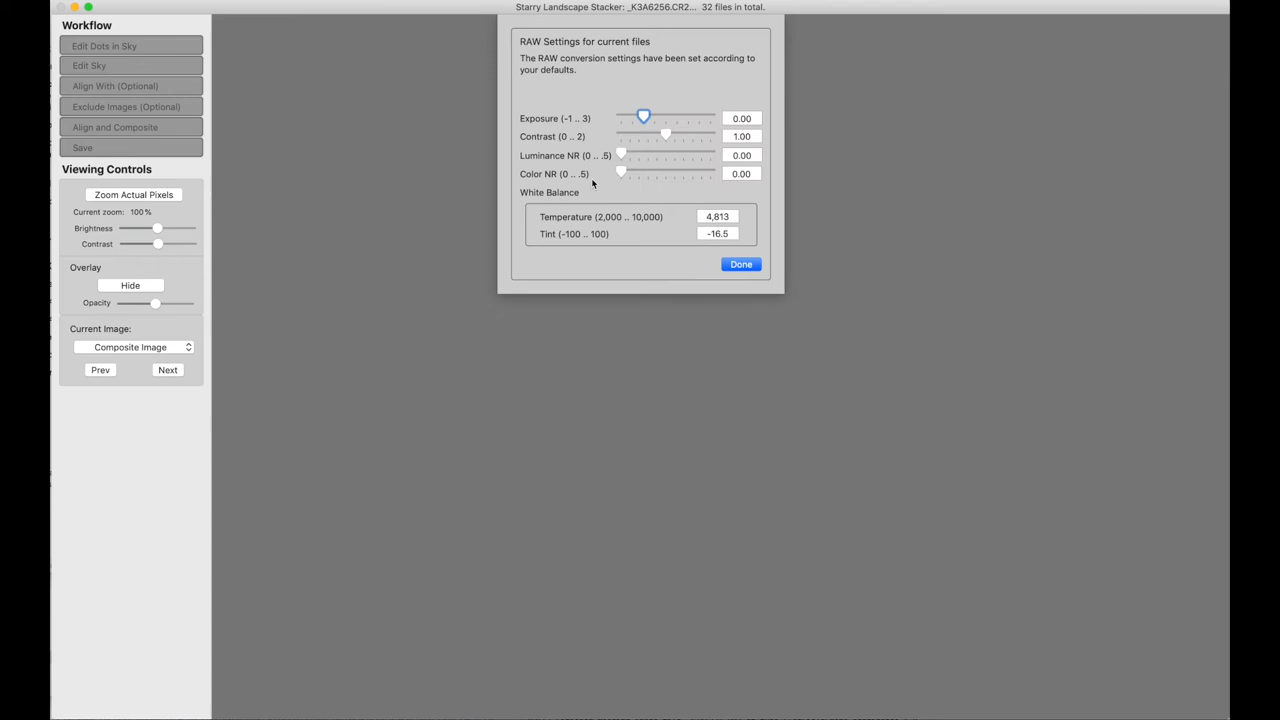 Starry Landscape Stacker: _K3A6256.CR2... 32 files in total.
Workflow
Edit Dots in Sky
Edit Sky
Align With (Optional)
Exclude Images (Optional)
Align and Composite
Save
Viewing Controls
Zoom Actual Pixels
Current zoom: 100%
Brightness
Contrast
Overlay
Hide
Opacity
Current Image:
Composite Image
Prev Next
RAW Settings for current files
The RAW conversion settings have been set according to
your defaults.
Exposure (-1 .. 3) 0.00
Contrast (0 .. 2) 1.00
Luminance NR (0 .. .5) 0.00
Color NR (0 .. .5) 0.00
White Balance
Temperature (2,000 .. 10,000) 4,813
Tint (-100 .. 100) -16.5
Done